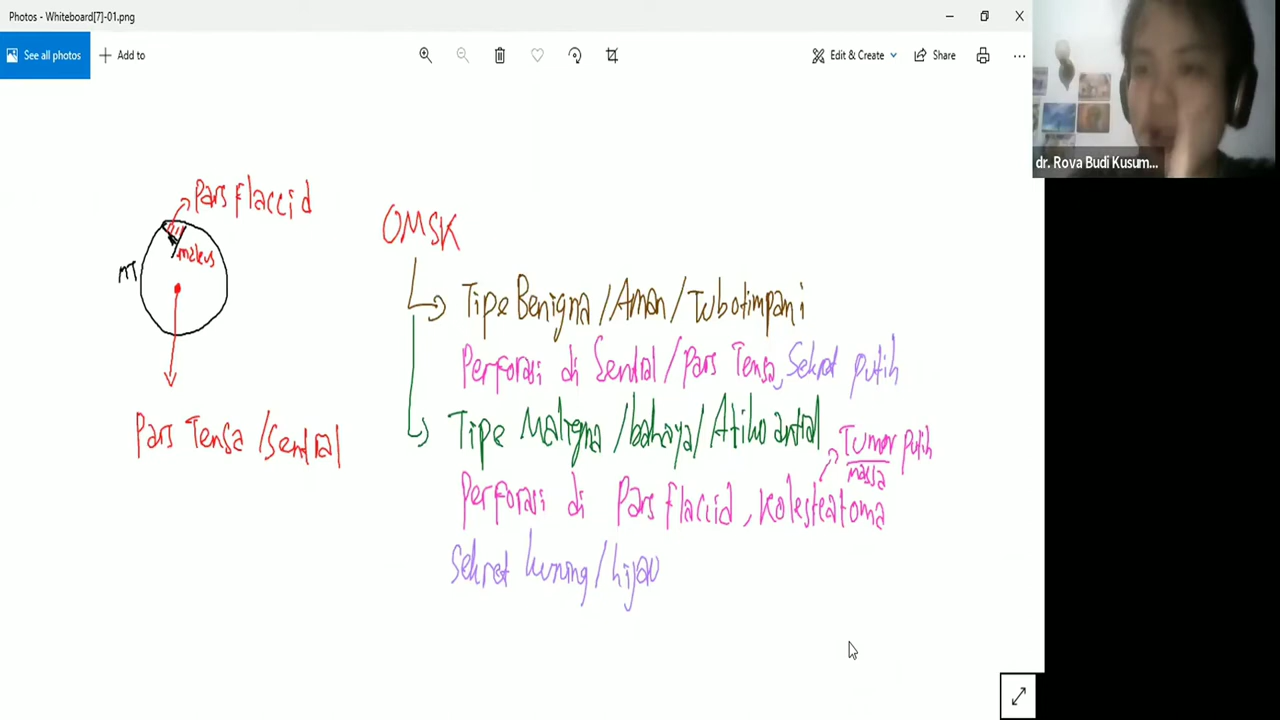 Photos - Whiteboard[7]-01.png
See all photos
Add to
Edit & Create
Share
dr. Rova Budi Kusum...
Pars flaccid
maleus
MT
Pars Tensa/Sentral
OMSK
Tipe Benigna/Aman/Tubotimpani
Perforasi di Sentral/Pars Tensa, Sekret putih
Tipe Maligna/bahaya/Atikoantral
Tumor putih
massa
Perforasi di Pars flaccid, Kolesteatoma
Sekret kuning/hijau